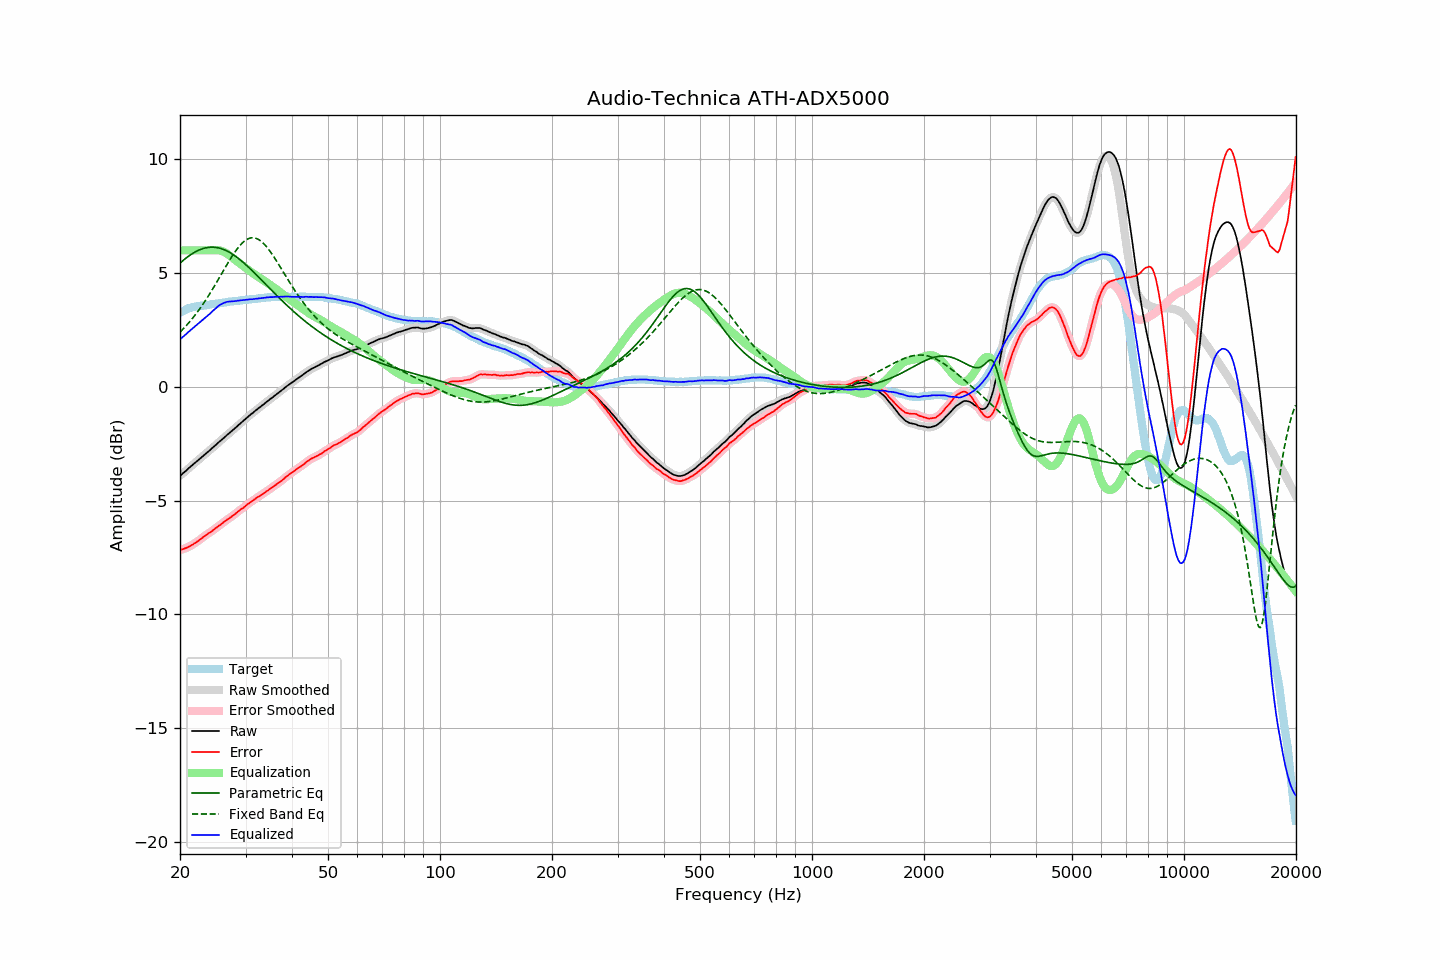 Audio-Technica ATH-ADX5000
Amplitude (dBr)
10
5
0
−5
−10
−15
−20
Target
Raw Smoothed
Error Smoothed
Raw
Error
Equalization
Parametric Eq
Fixed Band Eq
Equalized
20 50 100 200 500 1000 2000 5000 10000 20000
Frequency (Hz)